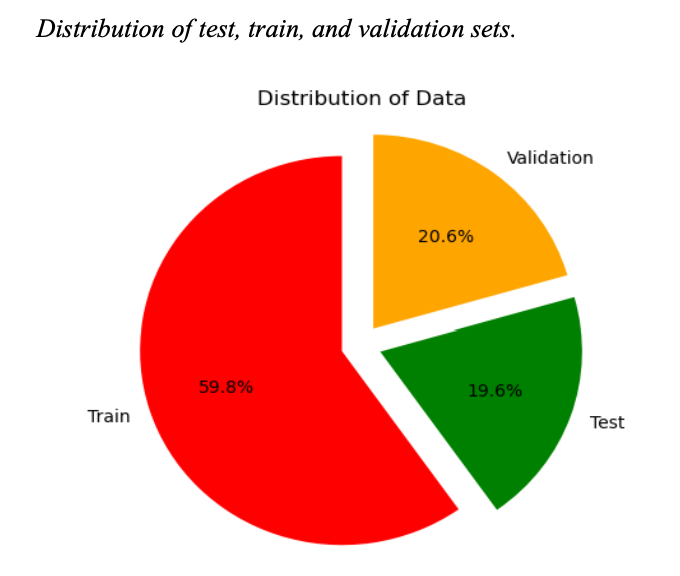 Distribution of test, train, and validation sets.
Distribution of Data
Validation
20.6%
59.8%
19.6%
Train
Test